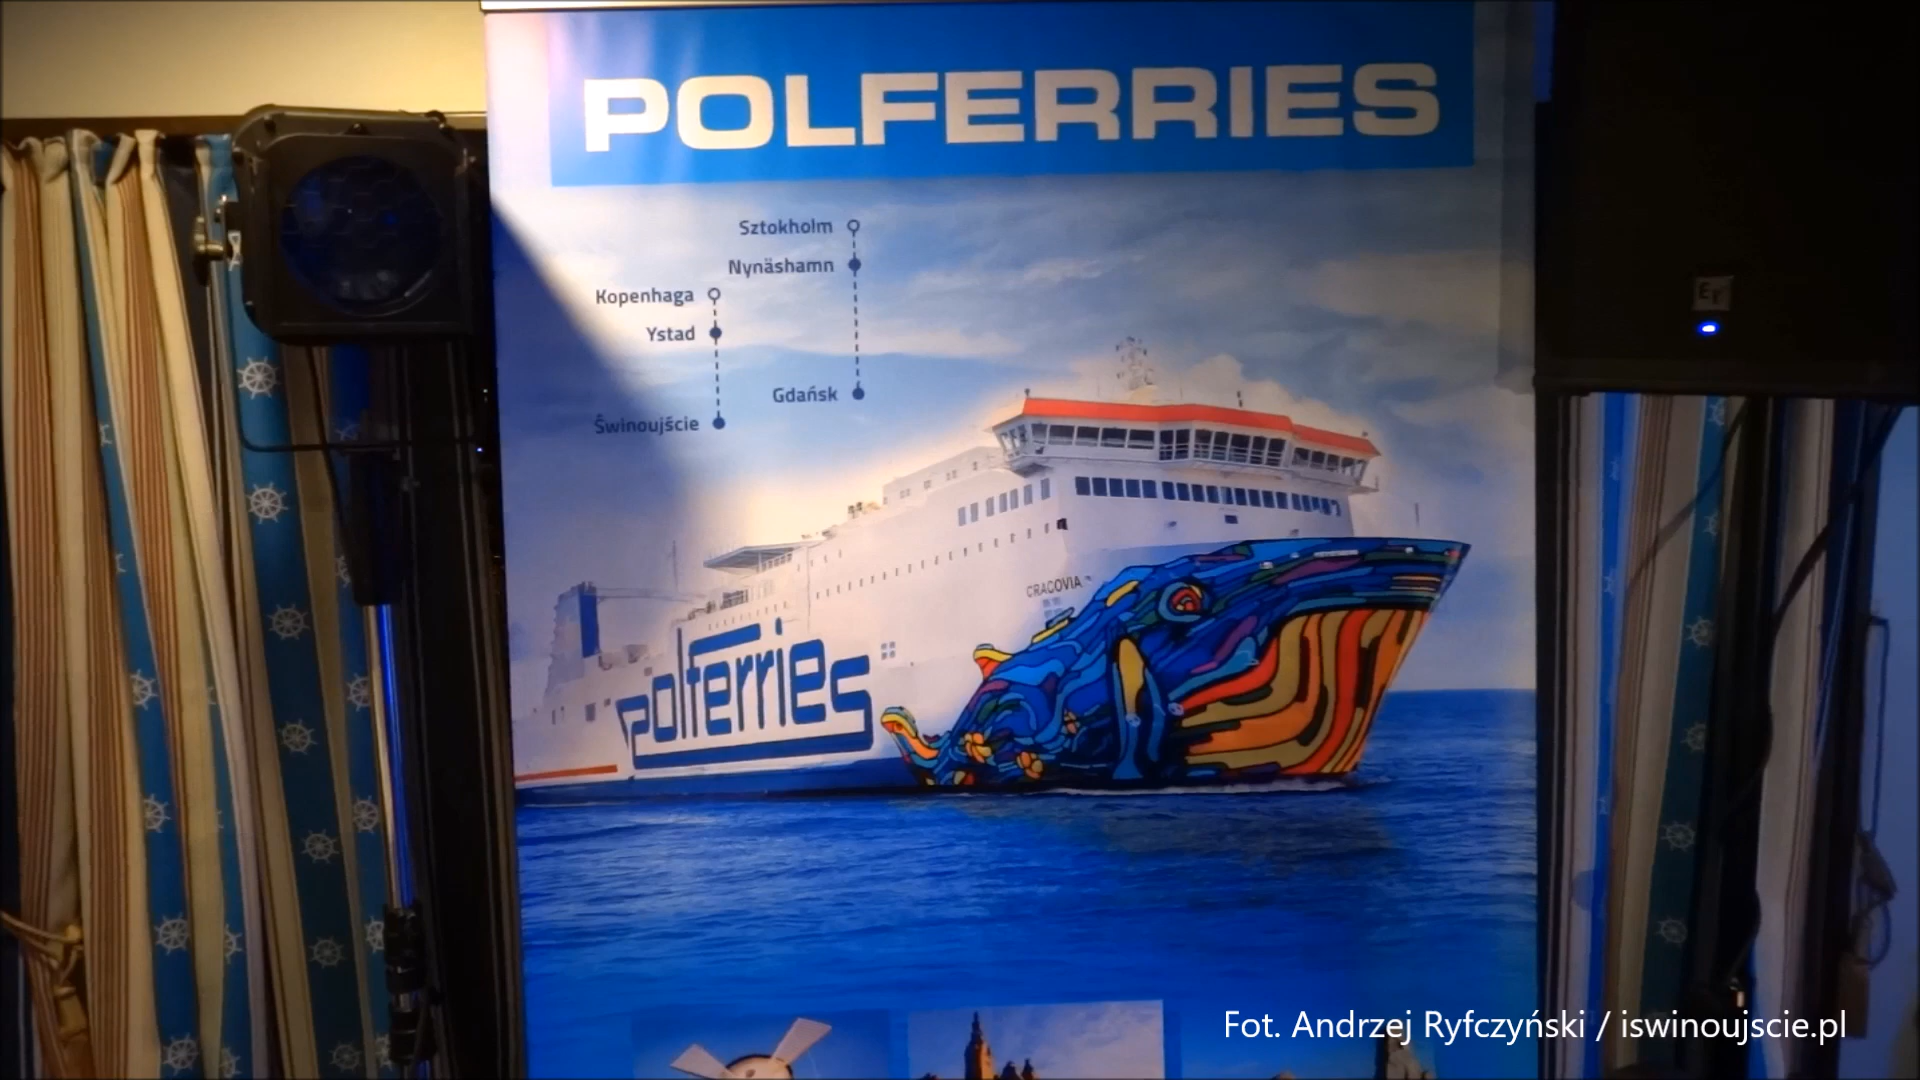 POLFERRIES
Sztokholm
Nynäshamn
Kopenhaga
Ystad
Gdańsk
Świnoujście
CRACOVIA
polferries
Fot. Andrzej Ryfczyński / iswinoujscie.pl